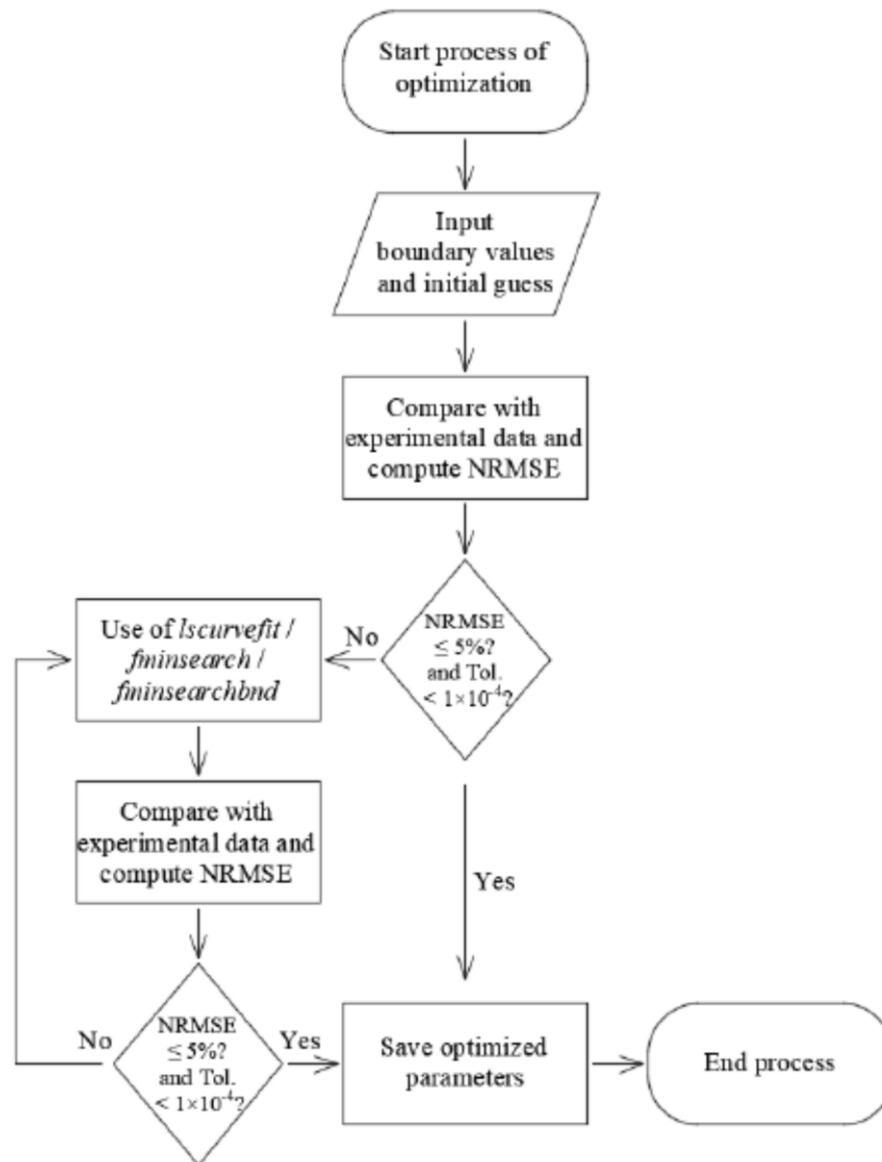 Start process of
optimization
Input
boundary values
and initial guess
Compare with
experimental data and
compute NRMSE
NRMSE
≤ 5%?
and Tol.
< 1×10⁻⁴?
No
Use of lscurvefit /
fminsearch /
fminsearchbnd
Compare with
experimental data and
compute NRMSE
Yes
NRMSE
≤ 5%?
and Tol.
< 1×10⁻⁴?
No
Yes
Save optimized
parameters
End process